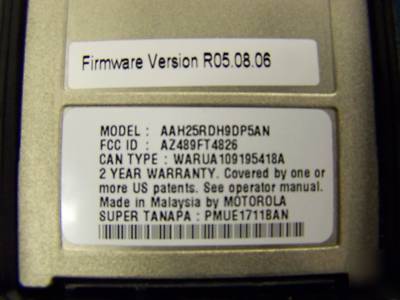 Firmware Version R05.08.06
MODEL : AAH25RDH9DP5AN
FCC ID : AZ489FT4826
CAN TYPE : WARUA109195418A
2 YEAR WARRANTY. Covered by one or
more US patents. See operator manual.
Made in Malaysia by MOTOROLA
SUPER TANAPA : PMUE1711BAN